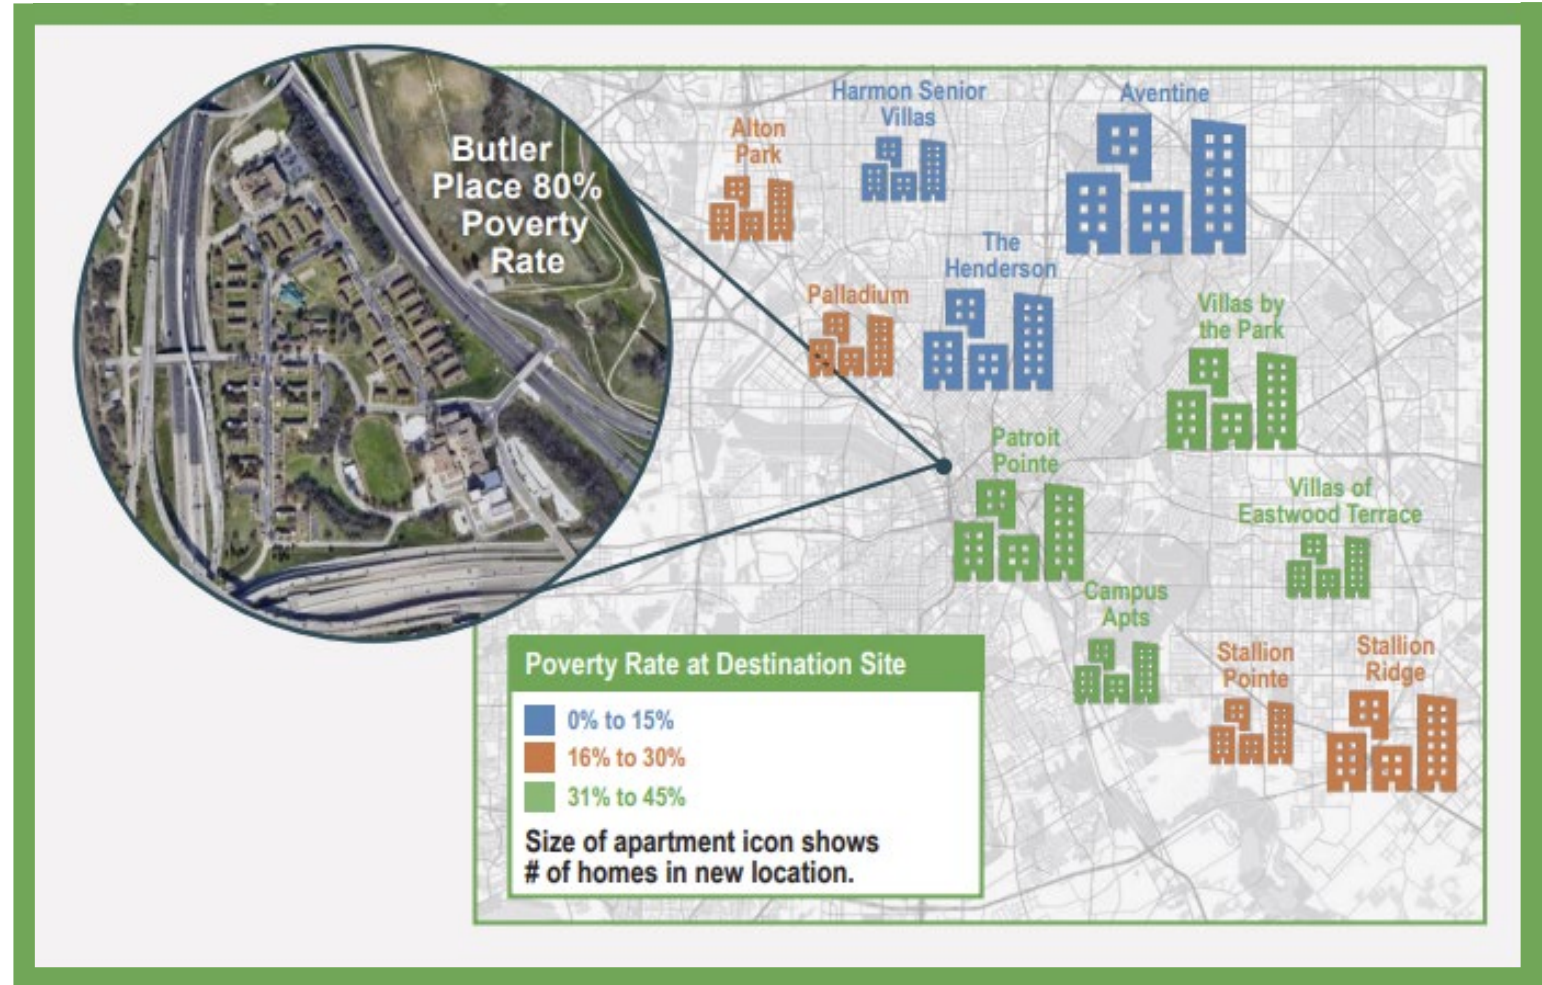 Butler
Place 80%
Poverty
Rate
Harmon Senior
Villas
Aventine
Alton
Park
The
Henderson
Palladium
Villas by
the Park
Patroit
Pointe
Villas of
Eastwood Terrace
Campus
Apts
Stallion
Pointe
Stallion
Ridge
Poverty Rate at Destination Site
0% to 15%
16% to 30%
31% to 45%
Size of apartment icon shows
# of homes in new location.